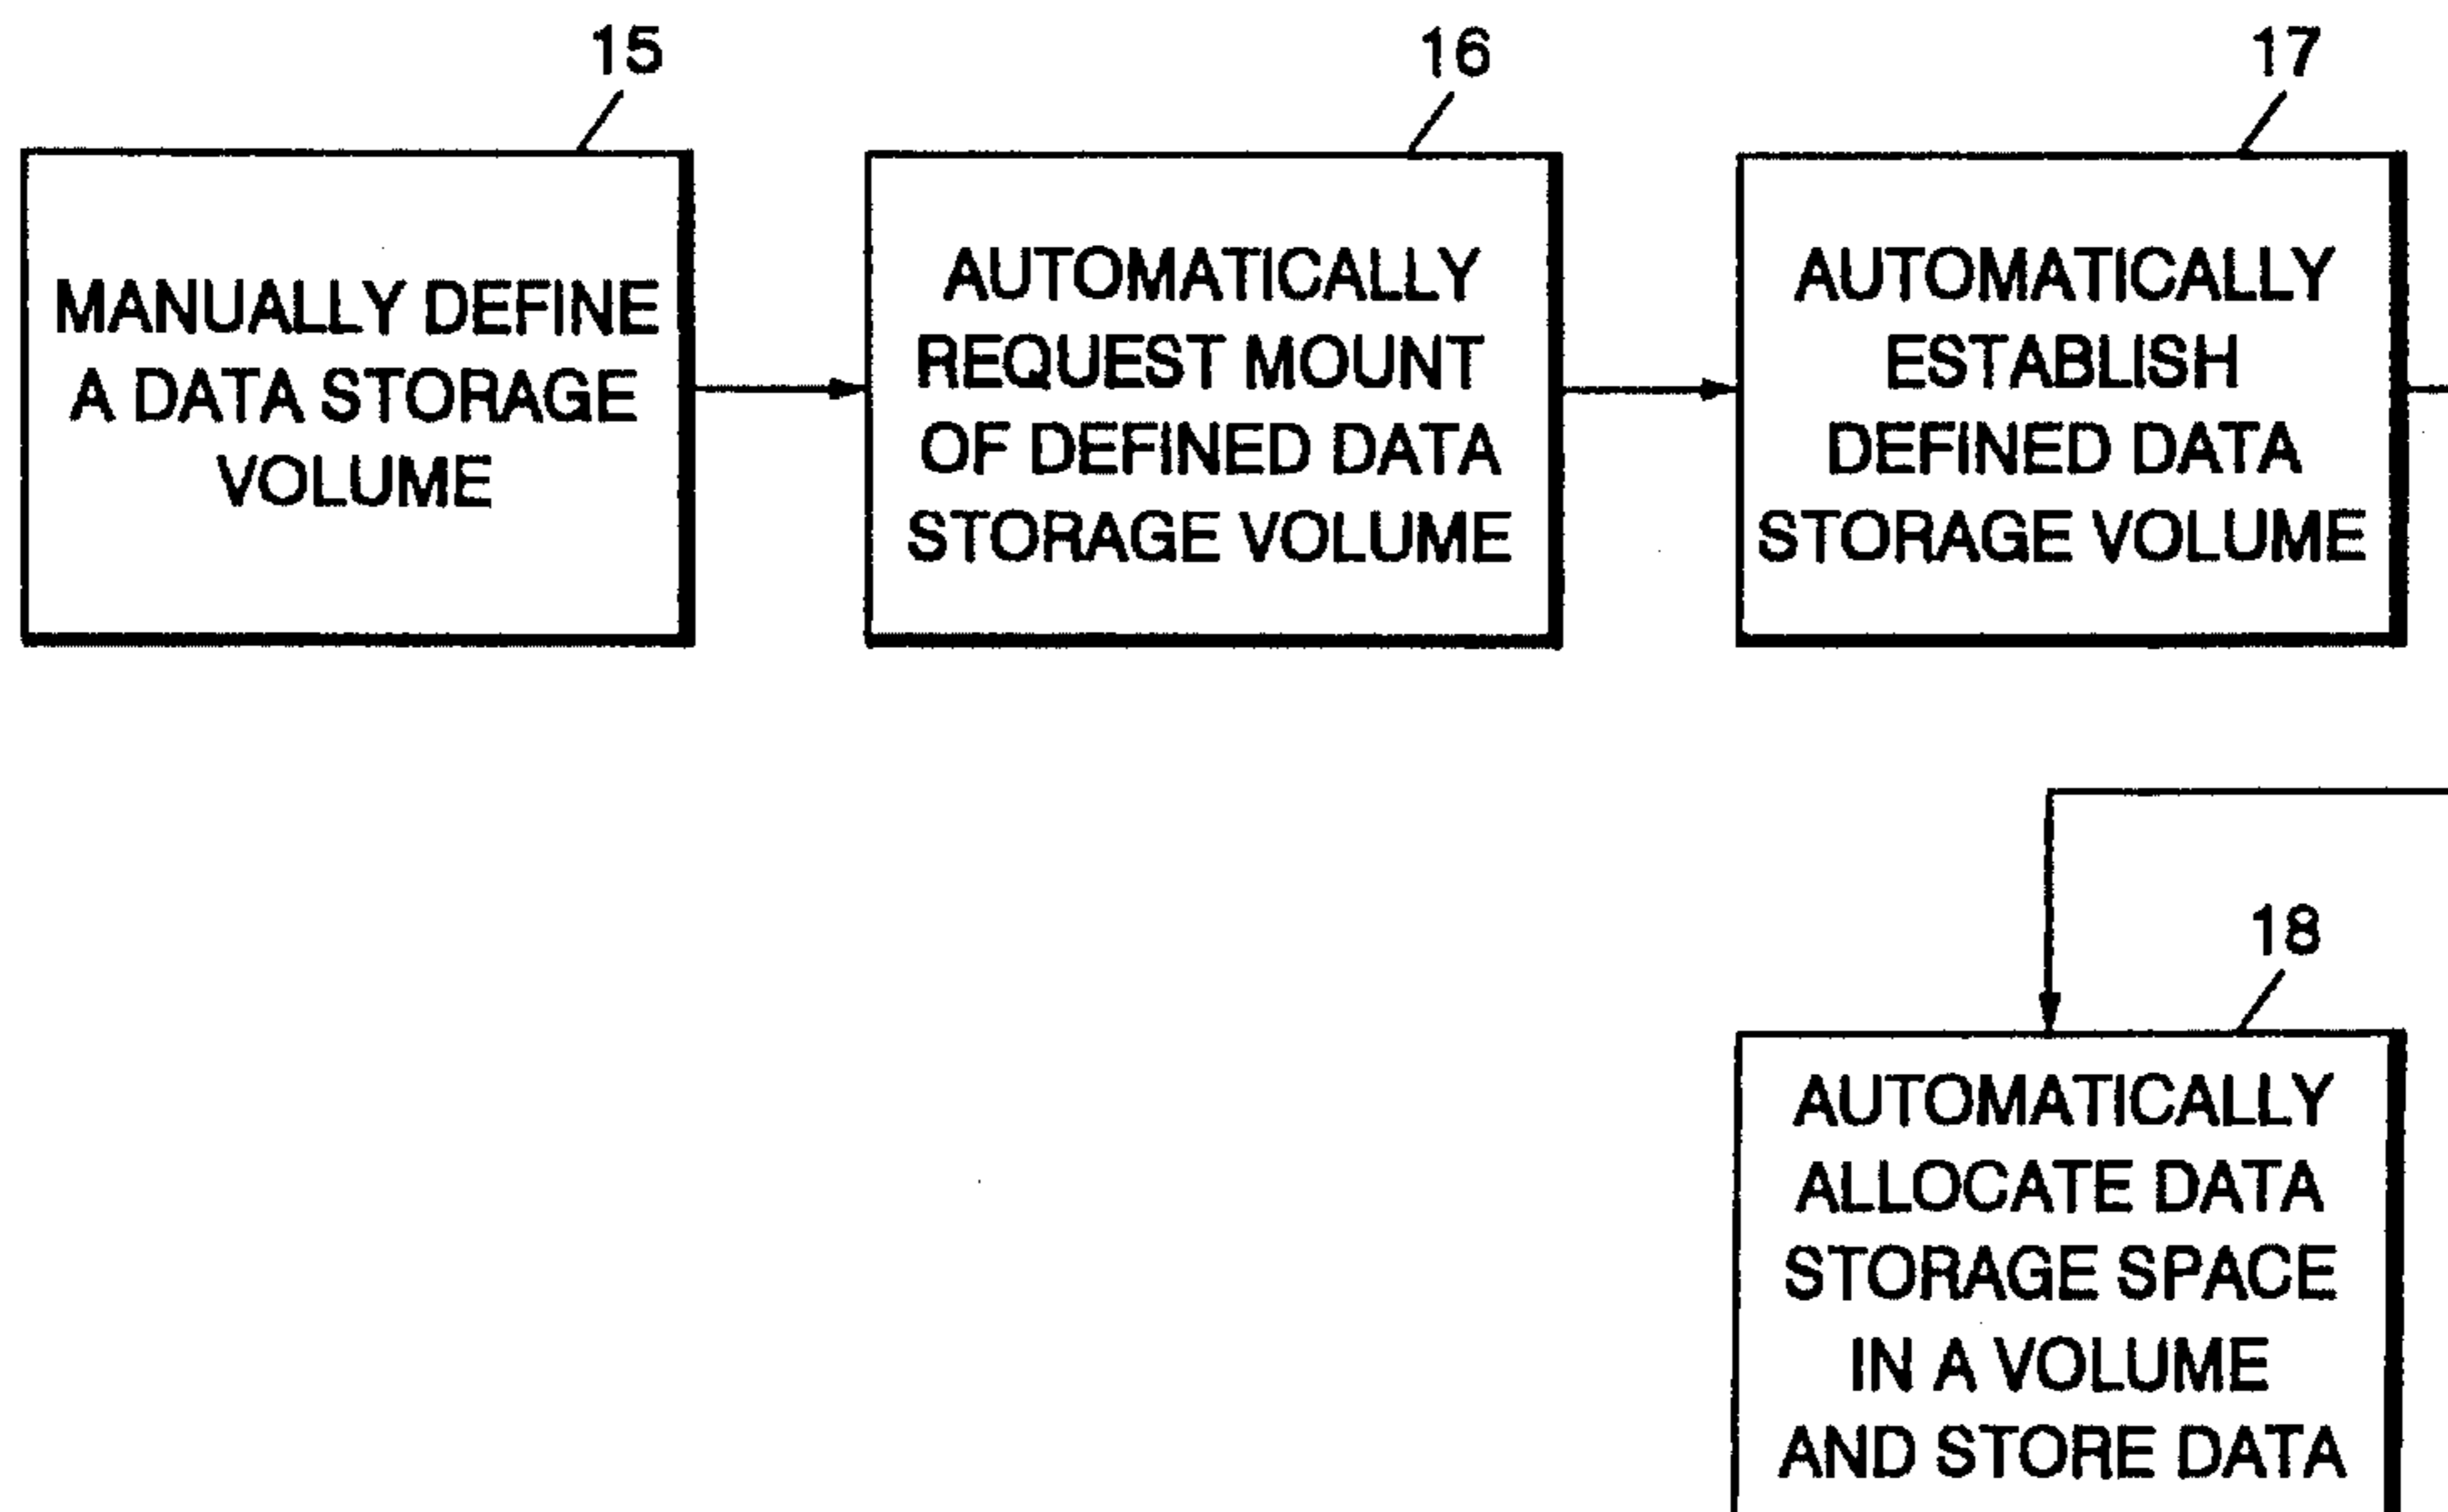 15
MANUALLY DEFINE
A DATA STORAGE
VOLUME
16
AUTOMATICALLY
REQUEST MOUNT
OF DEFINED DATA
STORAGE VOLUME
17
AUTOMATICALLY
ESTABLISH
DEFINED DATA
STORAGE VOLUME
18
AUTOMATICALLY
ALLOCATE DATA
STORAGE SPACE
IN A VOLUME
AND STORE DATA